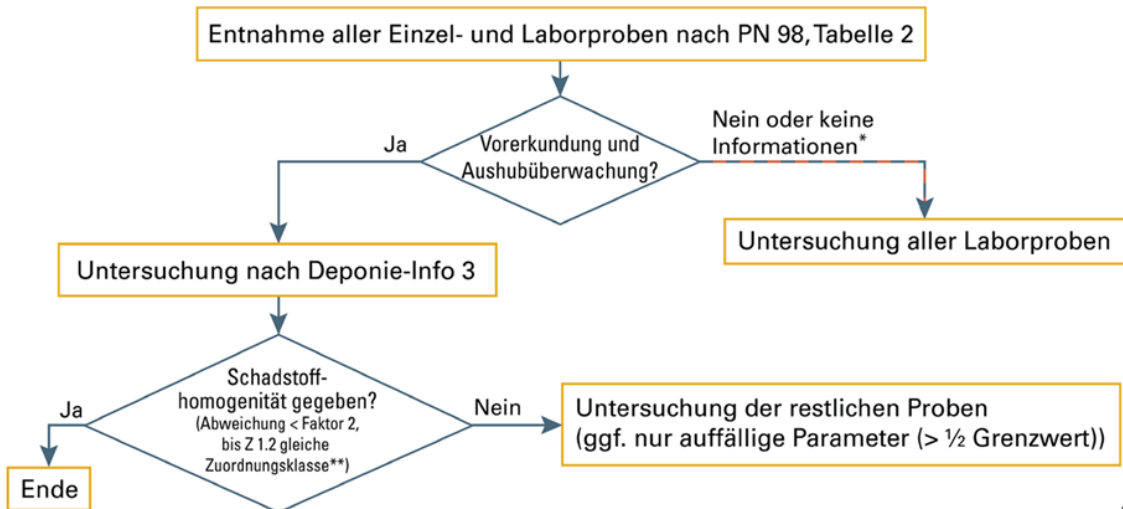 Entnahme aller Einzel- und Laborproben nach PN 98, Tabelle 2
Ja
Vorerkundung und
Aushubüberwachung?
Nein oder keine
Informationen*
Untersuchung aller Laborproben
Untersuchung nach Deponie-Info 3
Ja
Schadstoff-
homogenität gegeben?
(Abweichung < Faktor 2,
bis Z 1.2 gleiche
Zuordnungsklasse**)
Nein
Untersuchung der restlichen Proben
(ggf. nur auffällige Parameter (> ½ Grenzwert))
Ende